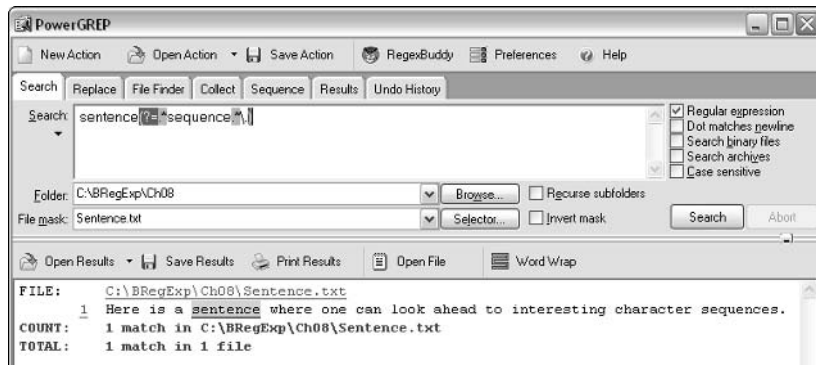 PowerGREP
New Action Open Action Save Action RegexBuddy Preferences Help
Search Replace File Finder Collect Sequence Results Undo History
Search: sentence(?=.*sequence.*\.)
Regular expression
Dot matches newline
Search binary files
Search archives
Case sensitive
Folder: C:\BRegExp\Ch08 Browse... Recurse subfolders
File mask: Sentence.txt Selector... Invert mask Search Abort
Open Results Save Results Print Results Open File Word Wrap
FILE: C:\BRegExp\Ch08\Sentence.txt
1 Here is a sentence where one can look ahead to interesting character sequences.
COUNT: 1 match in C:\BRegExp\Ch08\Sentence.txt
TOTAL: 1 match in 1 file